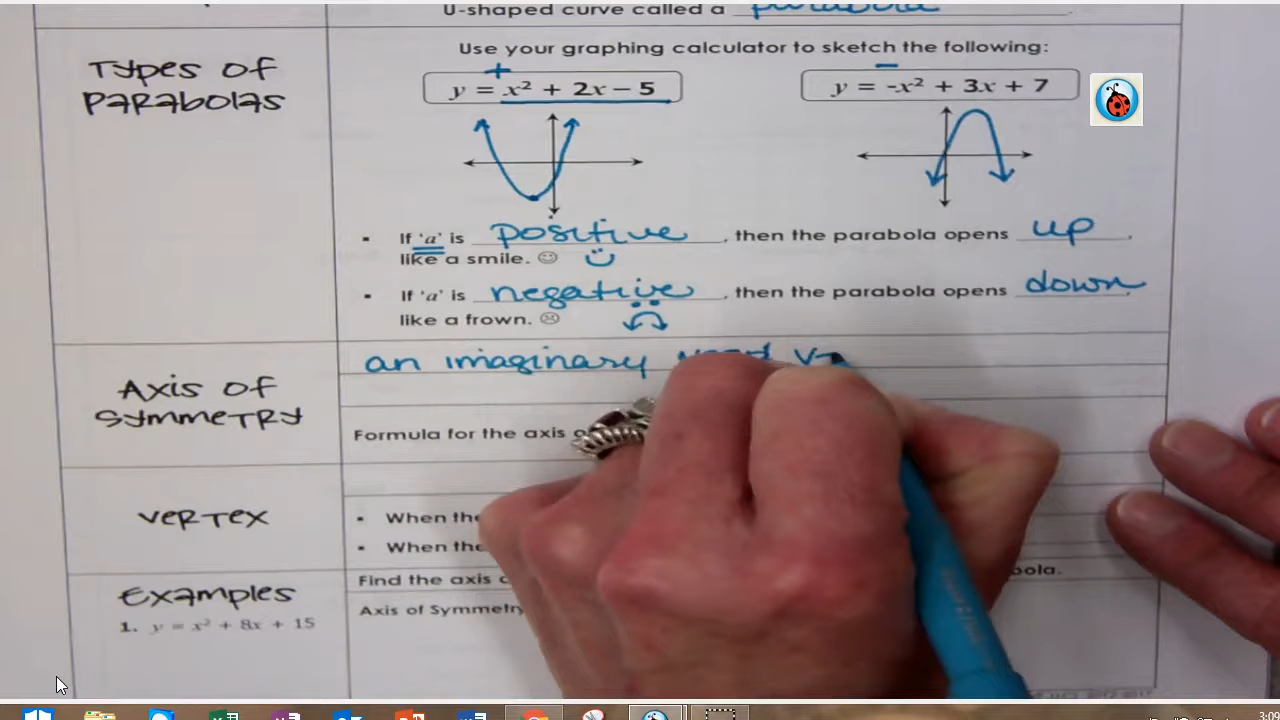 U-shaped curve called a parabola.
Types of Parabolas
Use your graphing calculator to sketch the following:
+ −
y = x² + 2x − 5
y = -x² + 3x + 7
If 'a' is positive, then the parabola opens up,
like a smile. ☺
If 'a' is negative, then the parabola opens down,
like a frown. ☹
Axis of Symmetry
an imaginary
Formula for the axis
Vertex
When the
When the
Examples
Find the axis
1. y = x² + 8x + 15
Axis of Symmetry